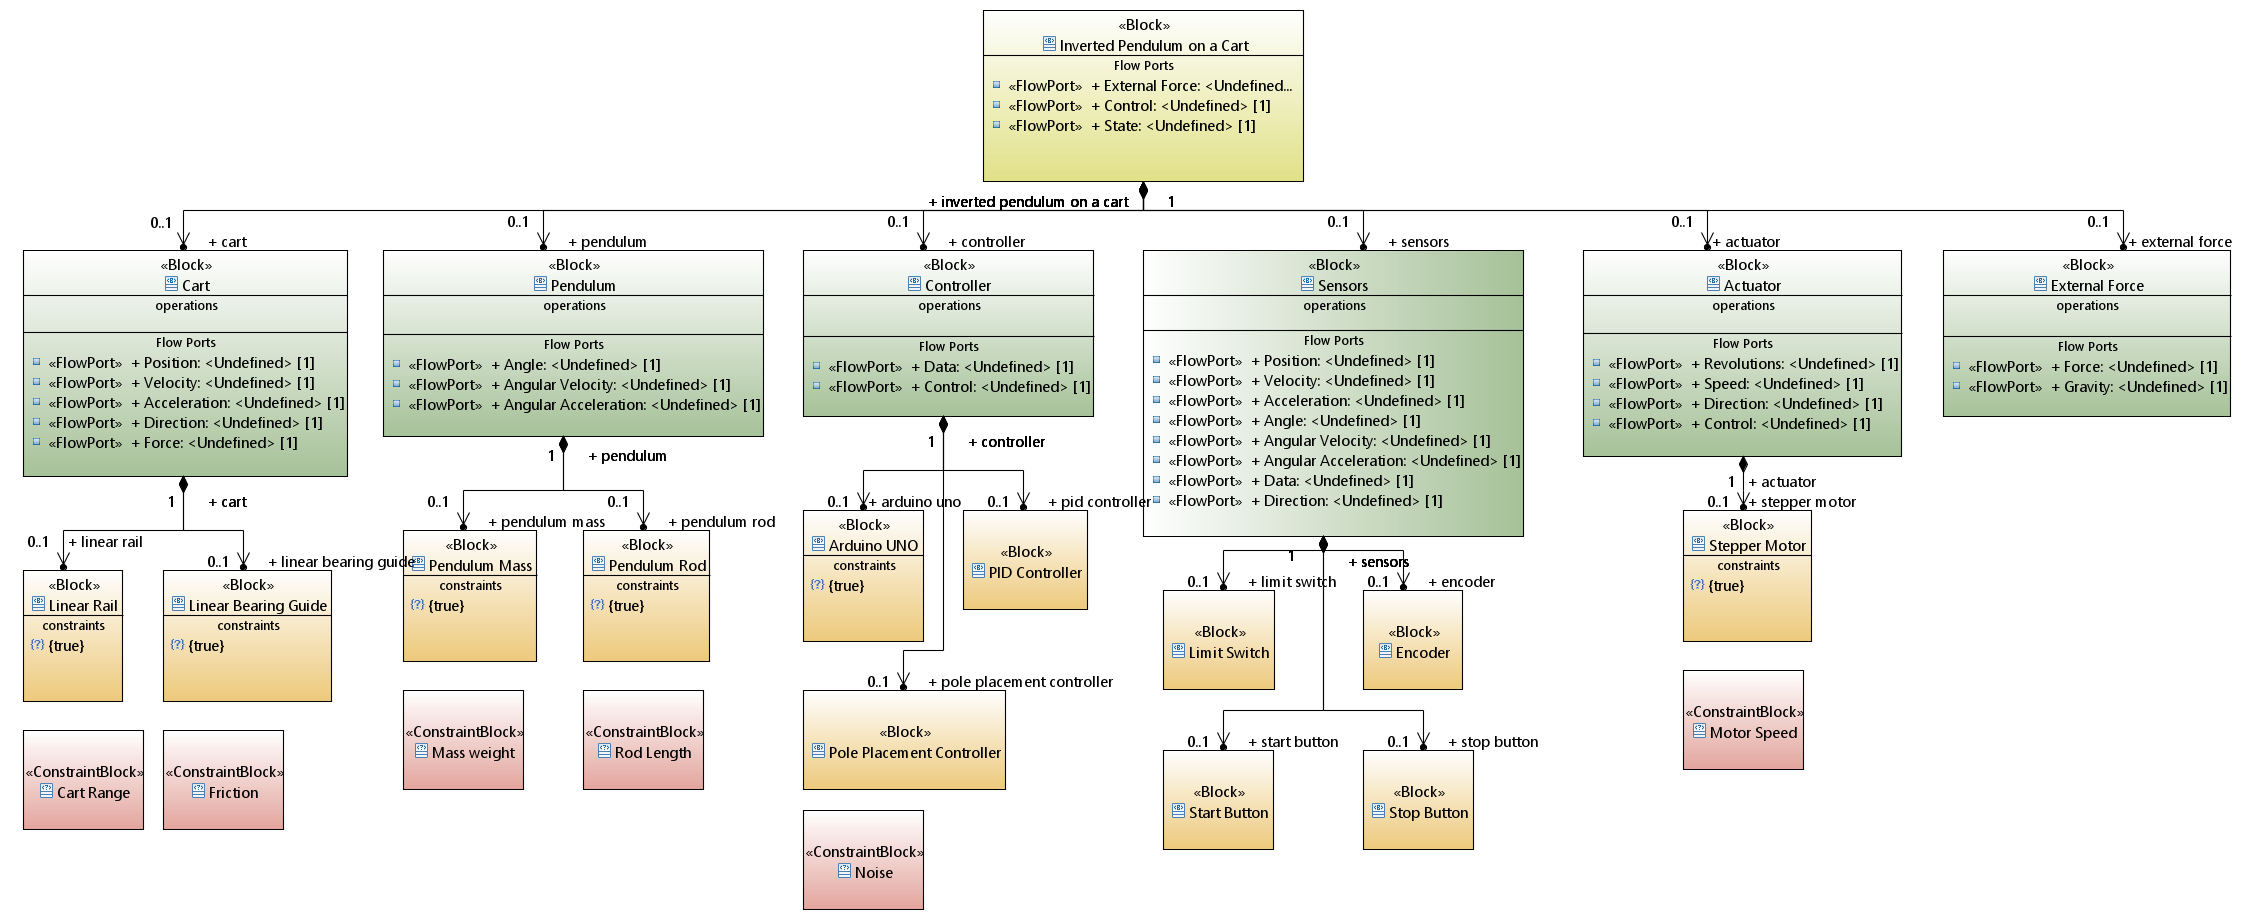 «Block»
Inverted Pendulum on a Cart
Flow Ports
«FlowPort» + External Force: <Undefined...
«FlowPort» + Control: <Undefined> [1]
«FlowPort» + State: <Undefined> [1]
+ inverted pendulum on a cart 1
0..1 + cart
«Block»
Cart
operations
Flow Ports
«FlowPort» + Position: <Undefined> [1]
«FlowPort» + Velocity: <Undefined> [1]
«FlowPort» + Acceleration: <Undefined> [1]
«FlowPort» + Direction: <Undefined> [1]
«FlowPort» + Force: <Undefined> [1]
1 + cart
0..1 + linear rail
«Block»
Linear Rail
constraints
{?} {true}
0..1 + linear bearing guide
«Block»
Linear Bearing Guide
constraints
{?} {true}
«ConstraintBlock»
Cart Range
«ConstraintBlock»
Friction
0..1 + pendulum
«Block»
Pendulum
operations
Flow Ports
«FlowPort» + Angle: <Undefined> [1]
«FlowPort» + Angular Velocity: <Undefined> [1]
«FlowPort» + Angular Acceleration: <Undefined> [1]
1 + pendulum
0..1 + pendulum mass
«Block»
Pendulum Mass
constraints
{?} {true}
0..1 + pendulum rod
«Block»
Pendulum Rod
constraints
{?} {true}
«ConstraintBlock»
Mass weight
«ConstraintBlock»
Rod Length
0..1 + controller
«Block»
Controller
operations
Flow Ports
«FlowPort» + Data: <Undefined> [1]
«FlowPort» + Control: <Undefined> [1]
1 + controller
0..1 + arduino uno
«Block»
Arduino UNO
constraints
{?} {true}
0..1 + pid controller
«Block»
PID Controller
0..1 + pole placement controller
«Block»
Pole Placement Controller
«ConstraintBlock»
Noise
0..1 + sensors
«Block»
Sensors
operations
Flow Ports
«FlowPort» + Position: <Undefined> [1]
«FlowPort» + Velocity: <Undefined> [1]
«FlowPort» + Acceleration: <Undefined> [1]
«FlowPort» + Angle: <Undefined> [1]
«FlowPort» + Angular Velocity: <Undefined> [1]
«FlowPort» + Angular Acceleration: <Undefined> [1]
«FlowPort» + Data: <Undefined> [1]
«FlowPort» + Direction: <Undefined> [1]
1 + sensors
0..1 + limit switch
«Block»
Limit Switch
0..1 + encoder
«Block»
Encoder
0..1 + start button
«Block»
Start Button
0..1 + stop button
«Block»
Stop Button
0..1 + actuator
«Block»
Actuator
operations
Flow Ports
«FlowPort» + Revolutions: <Undefined> [1]
«FlowPort» + Speed: <Undefined> [1]
«FlowPort» + Direction: <Undefined> [1]
«FlowPort» + Control: <Undefined> [1]
1 + actuator
0..1 + stepper motor
«Block»
Stepper Motor
constraints
{?} {true}
«ConstraintBlock»
Motor Speed
0..1 + external force
«Block»
External Force
operations
Flow Ports
«FlowPort» + Force: <Undefined> [1]
«FlowPort» + Gravity: <Undefined> [1]